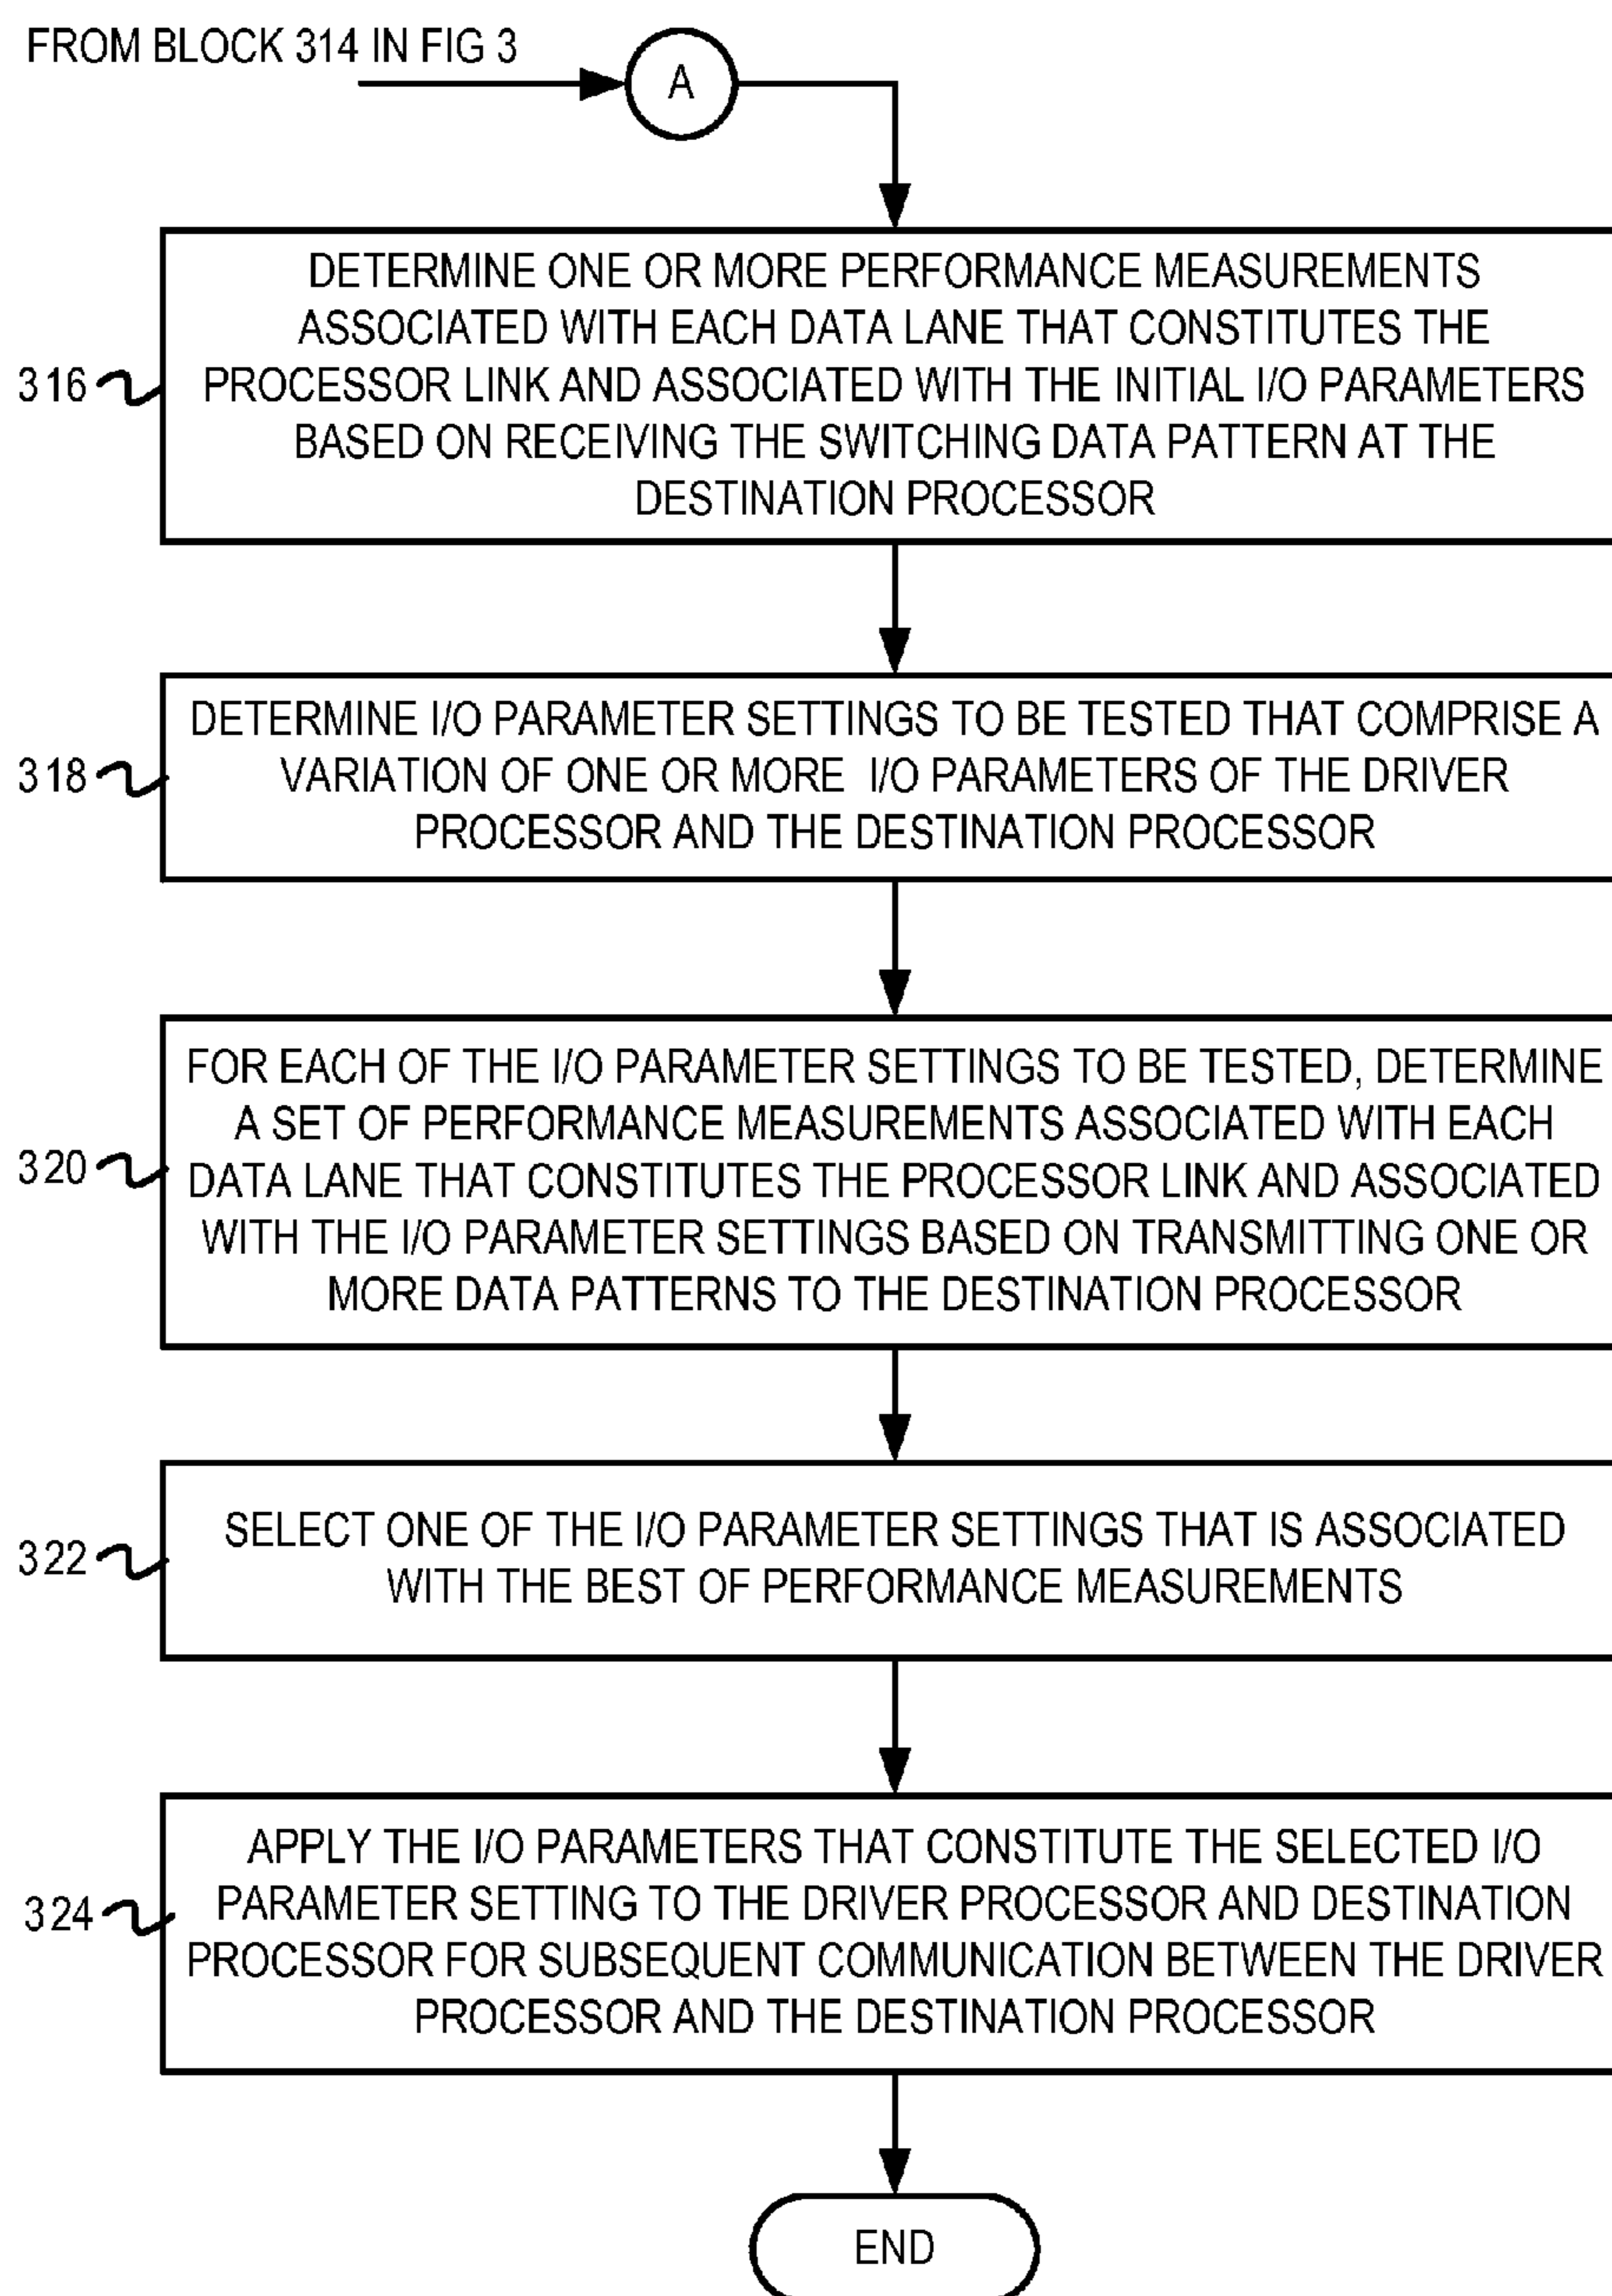 FROM BLOCK 314 IN FIG 3
A
DETERMINE ONE OR MORE PERFORMANCE MEASUREMENTS
ASSOCIATED WITH EACH DATA LANE THAT CONSTITUTES THE
316
PROCESSOR LINK AND ASSOCIATED WITH THE INITIAL I/O PARAMETERS
BASED ON RECEIVING THE SWITCHING DATA PATTERN AT THE
DESTINATION PROCESSOR
DETERMINE I/O PARAMETER SETTINGS TO BE TESTED THAT COMPRISE A
318
VARIATION OF ONE OR MORE I/O PARAMETERS OF THE DRIVER
PROCESSOR AND THE DESTINATION PROCESSOR
FOR EACH OF THE I/O PARAMETER SETTINGS TO BE TESTED, DETERMINE
A SET OF PERFORMANCE MEASUREMENTS ASSOCIATED WITH EACH
320
DATA LANE THAT CONSTITUTES THE PROCESSOR LINK AND ASSOCIATED
WITH THE I/O PARAMETER SETTINGS BASED ON TRANSMITTING ONE OR
MORE DATA PATTERNS TO THE DESTINATION PROCESSOR
322
SELECT ONE OF THE I/O PARAMETER SETTINGS THAT IS ASSOCIATED
WITH THE BEST OF PERFORMANCE MEASUREMENTS
APPLY THE I/O PARAMETERS THAT CONSTITUTE THE SELECTED I/O
324
PARAMETER SETTING TO THE DRIVER PROCESSOR AND DESTINATION
PROCESSOR FOR SUBSEQUENT COMMUNICATION BETWEEN THE DRIVER
PROCESSOR AND THE DESTINATION PROCESSOR
END